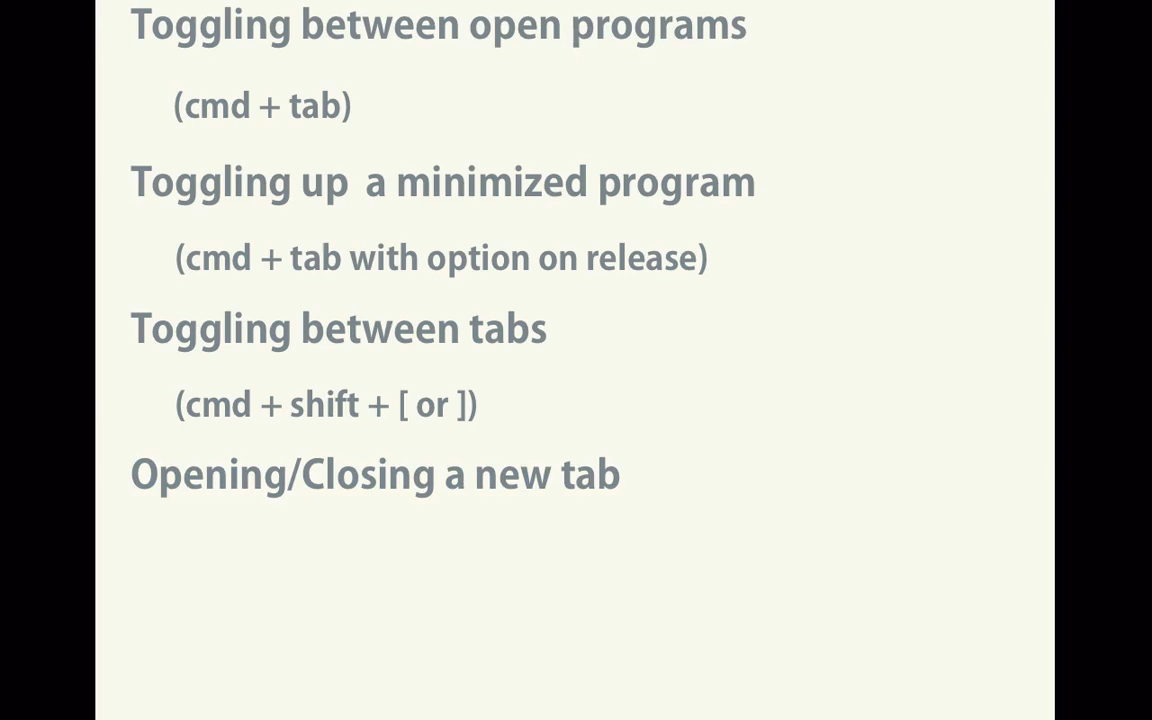 Toggling between open programs
(cmd + tab)
Toggling up a minimized program
(cmd + tab with option on release)
Toggling between tabs
(cmd + shift + [ or ])
Opening/Closing a new tab